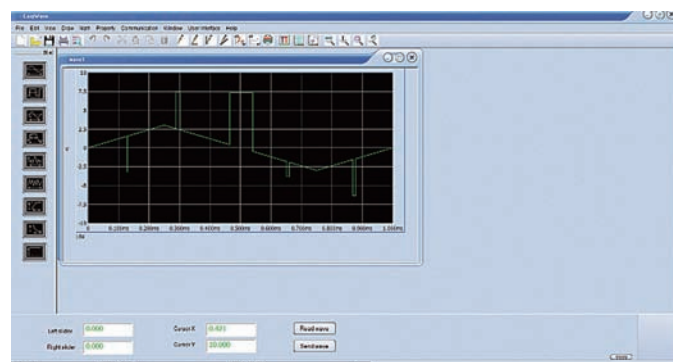 EasyWave
File Edit View Draw Math Property Communication Window User Interface Help
wave1
10
7.5
5
2.5
0
-2.5
-5
-7.5
-10
V
0 0.100ms 0.200ms 0.300ms 0.400ms 0.500ms 0.600ms 0.700ms 0.800ms 0.900ms 1.000ms
Left slider 0.000 Cursor X Read wave
Right slider 0.000 Cursor Y 10.000 Send wave